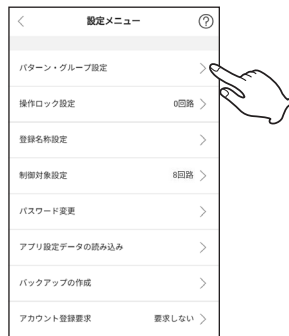 設定メニュー ?
パターン・グループ設定
操作ロック設定 0回路
登録名称設定
制御対象設定 8回路
パスワード変更
アプリ設定データの読み込み
バックアップの作成
アカウント登録要求 要求しない